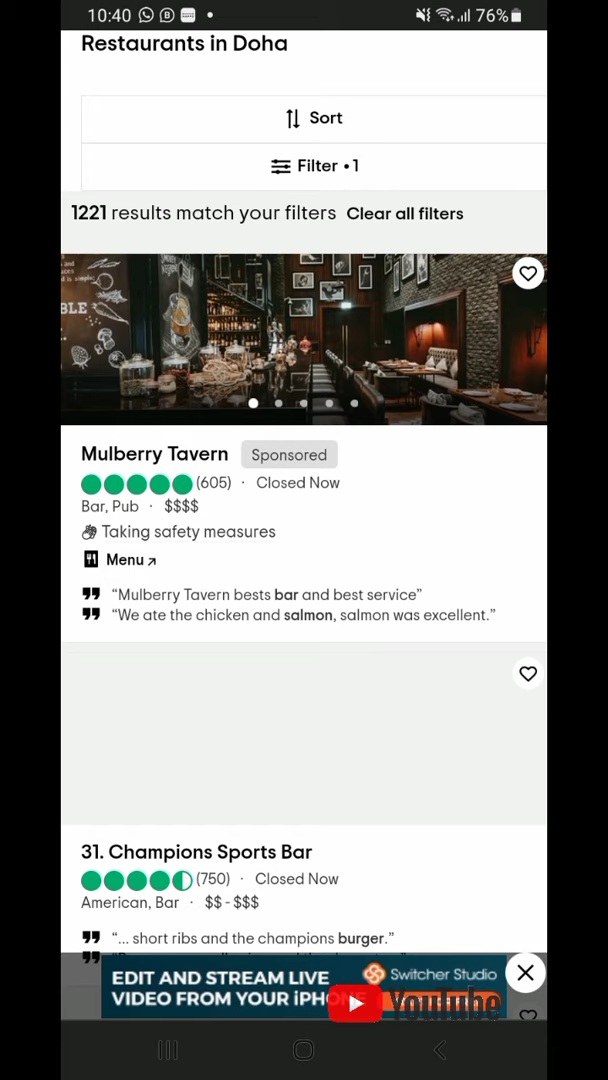 10:40 76%
Restaurants in Doha
Sort
Filter • 1
1221 results match your filters Clear all filters
BLE
Mulberry Tavern Sponsored
(605) · Closed Now
Bar, Pub · $$$$
Taking safety measures
Menu
"Mulberry Tavern bests bar and best service"
"We ate the chicken and salmon, salmon was excellent."
31. Champions Sports Bar
(750) · Closed Now
American, Bar · $$ - $$$
"... short ribs and the champions burger."
EDIT AND STREAM LIVE
VIDEO FROM YOUR iPHONE
Switcher Studio
YouTube